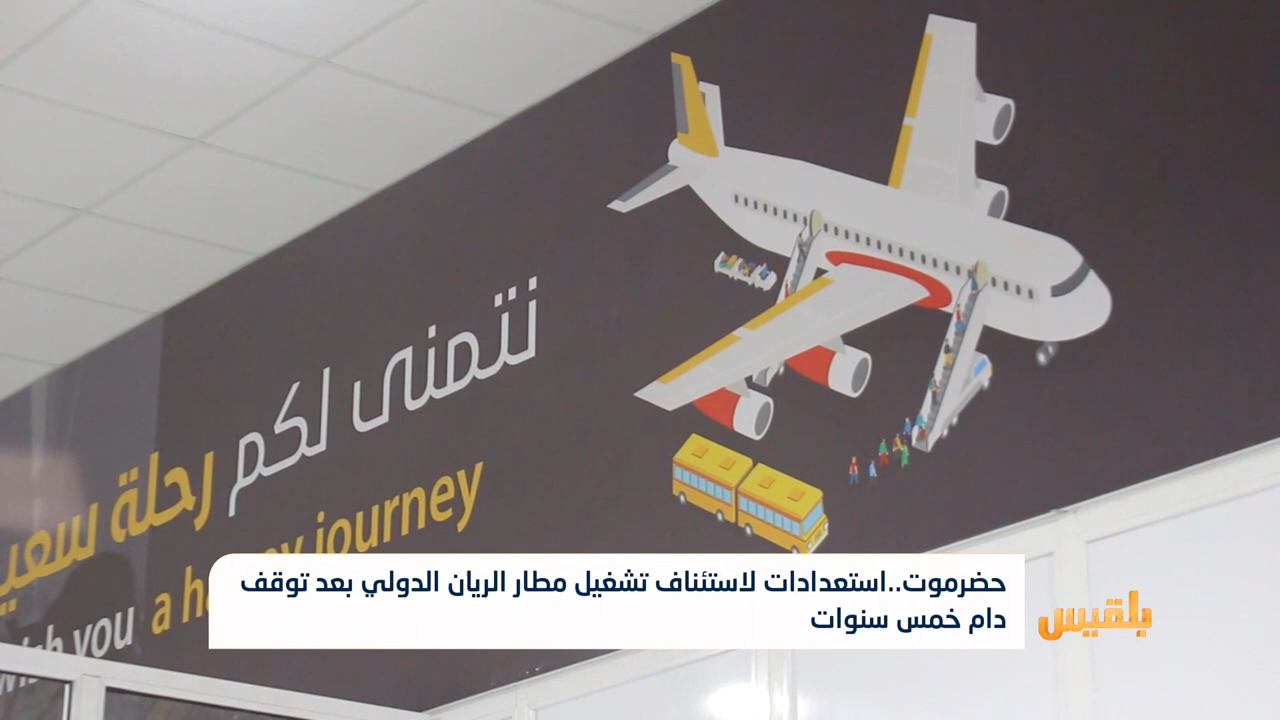 نتمنى لكم رحلة
you a journey
حضرموت..استعدادات لاستئناف تشغيل مطار الريان الدولي بعد توقف
دام خمس سنوات
بلقيس